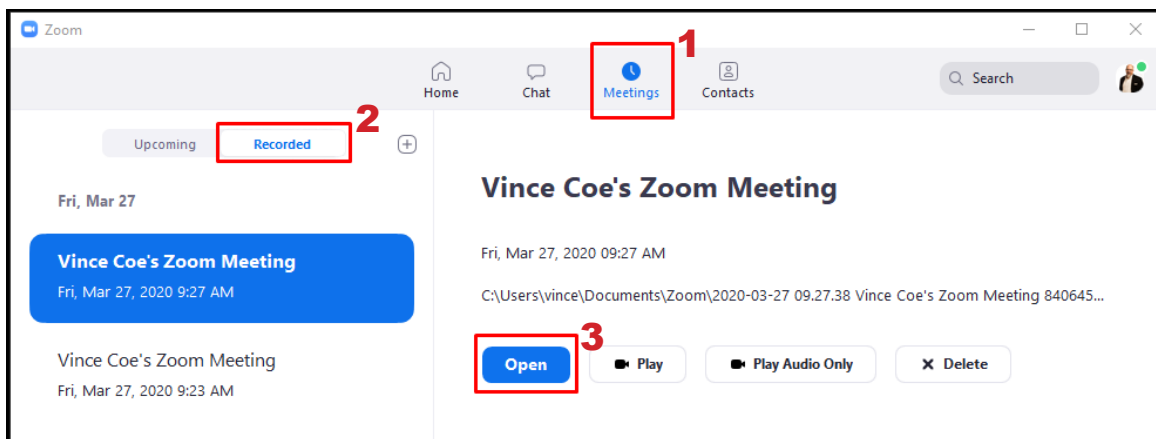 Zoom
1
Home
Chat
Meetings
Contacts
Search
2
Upcoming
Recorded
Fri, Mar 27
Vince Coe's Zoom Meeting
Fri, Mar 27, 2020 9:27 AM
Vince Coe's Zoom Meeting
Fri, Mar 27, 2020 9:23 AM
Vince Coe's Zoom Meeting
Fri, Mar 27, 2020 09:27 AM
C:\Users\vince\Documents\Zoom\2020-03-27 09.27.38 Vince Coe's Zoom Meeting 840645...
3
Open
Play
Play Audio Only
Delete